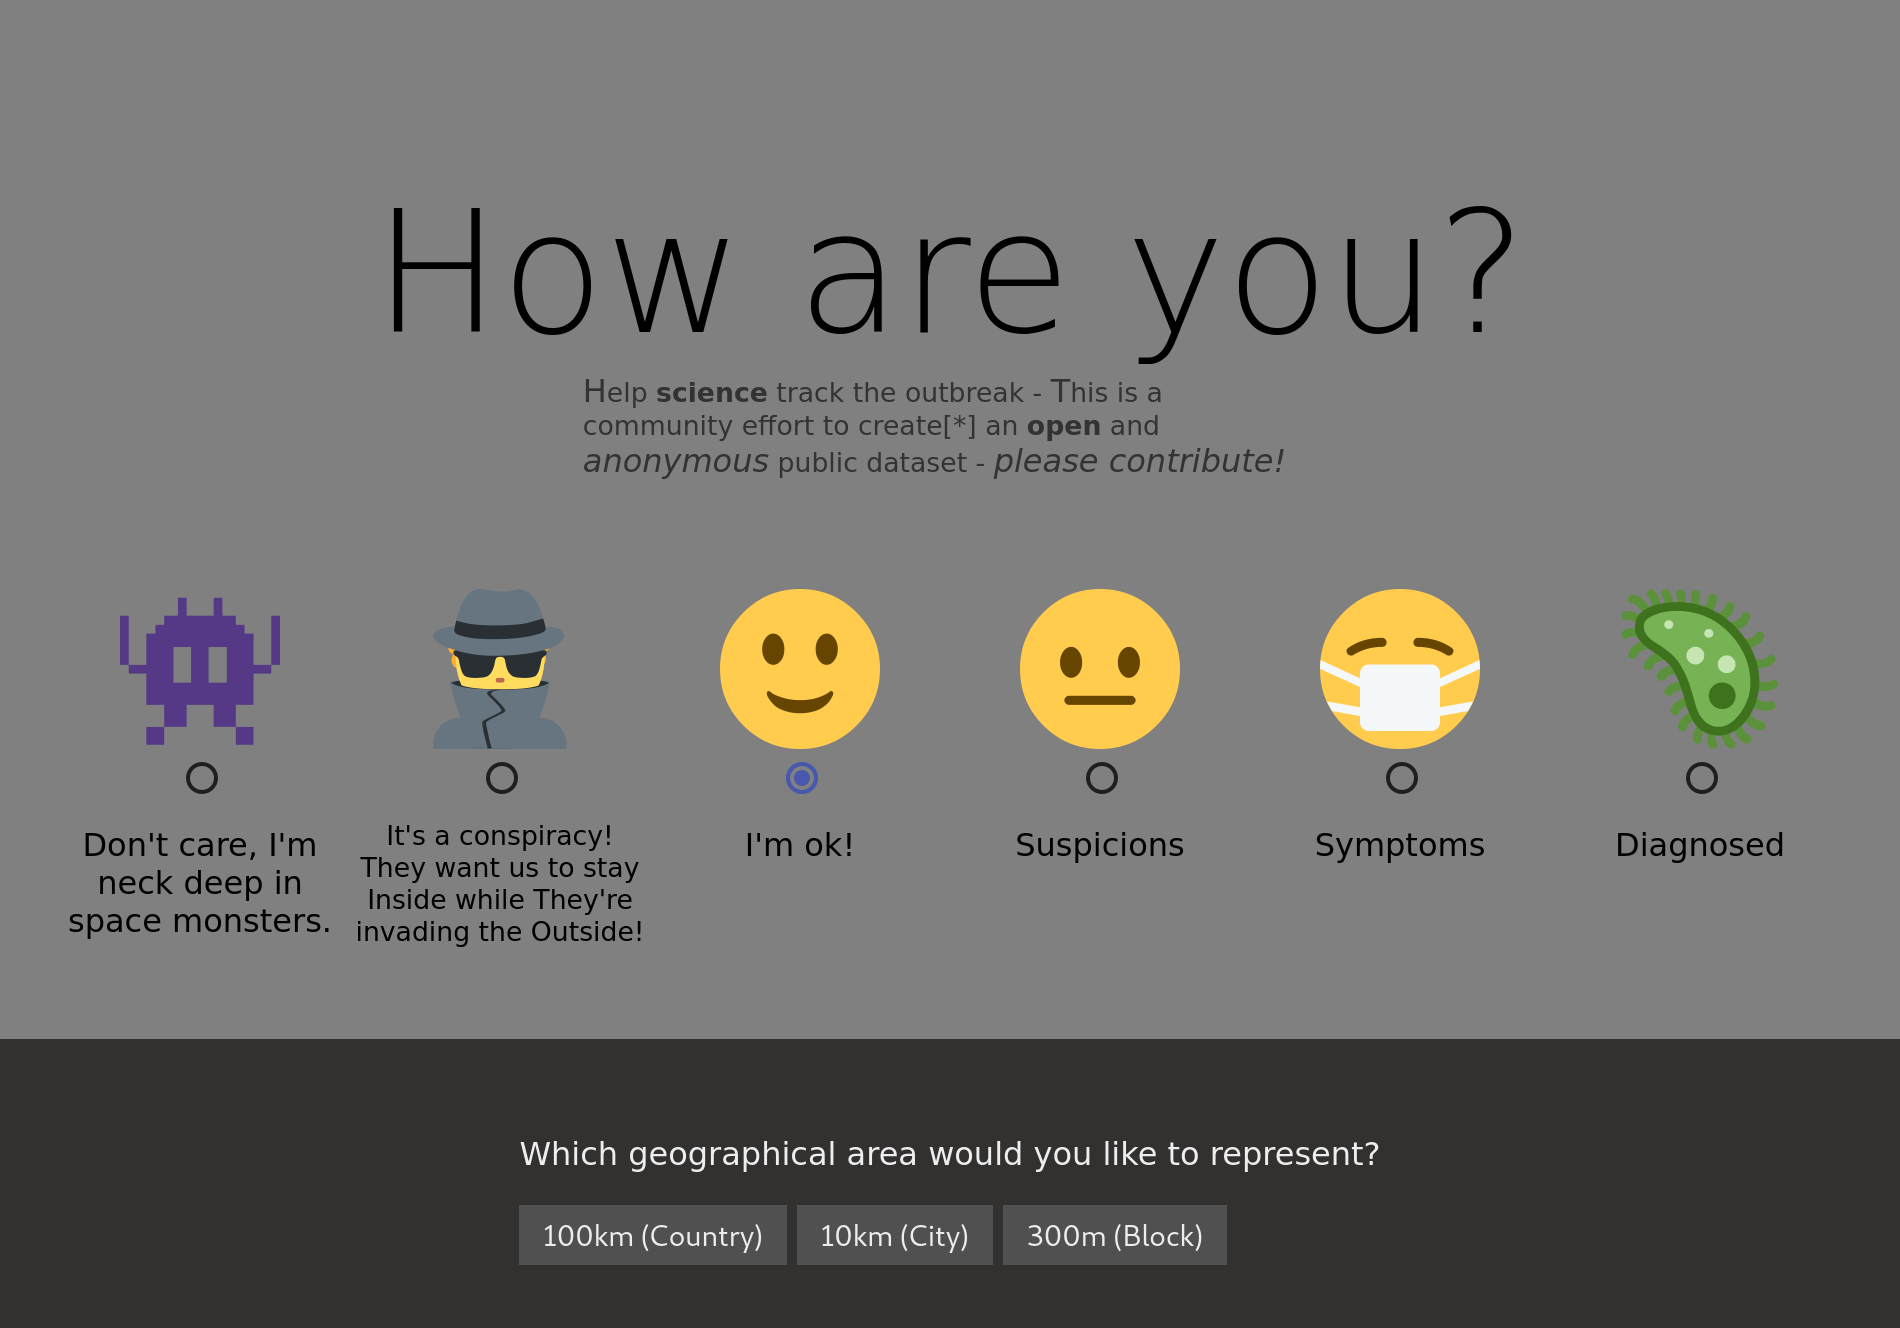 How are you?
Help science track the outbreak - This is a
community effort to create[*] an open and
anonymous public dataset - please contribute!
Don't care, I'm
neck deep in
space monsters.
It's a conspiracy!
They want us to stay
Inside while They're
invading the Outside!
I'm ok!
Suspicions
Symptoms
Diagnosed
Which geographical area would you like to represent?
100km (Country)
10km (City)
300m (Block)